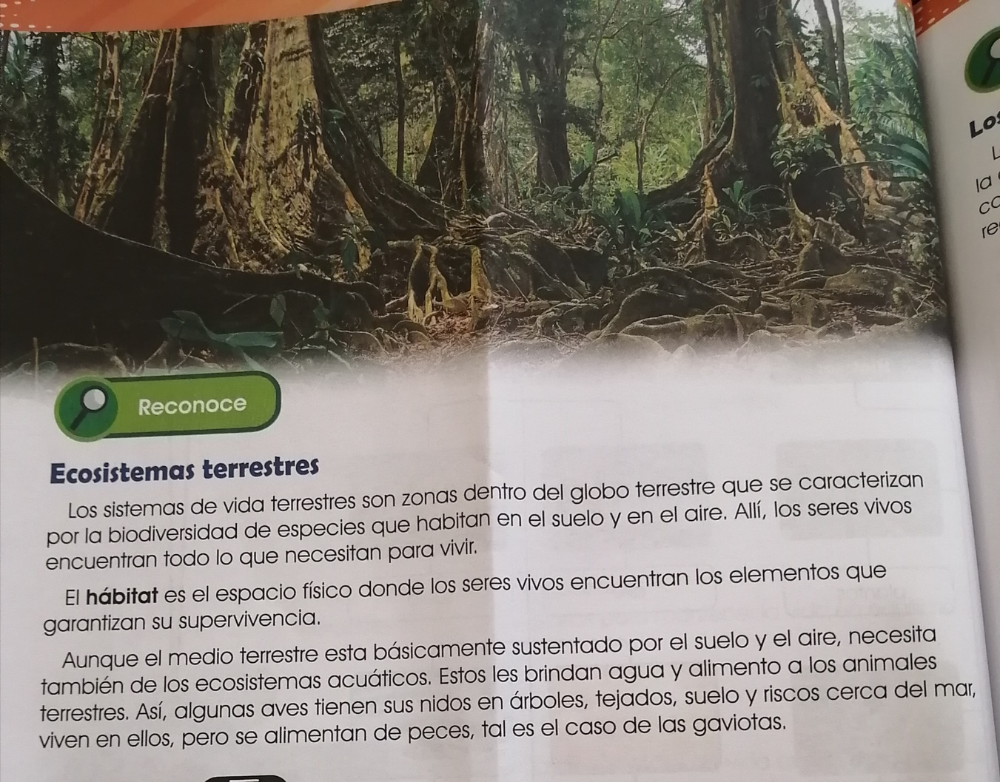 Reconoce
Ecosistemas terrestres
Los sistemas de vida terrestres son zonas dentro del globo terrestre que se caracterizan
por la biodiversidad de especies que habitan en el suelo y en el aire. Allí, los seres vivos
encuentran todo lo que necesitan para vivir.
El hábitat es el espacio físico donde los seres vivos encuentran los elementos que
garantizan su supervivencia.
Aunque el medio terrestre esta básicamente sustentado por el suelo y el aire, necesita
también de los ecosistemas acuáticos. Estos les brindan agua y alimento a los animales
terrestres. Así, algunas aves tienen sus nidos en árboles, tejados, suelo y riscos cerca del mar,
viven en ellos, pero se alimentan de peces, tal es el caso de las gaviotas.
la